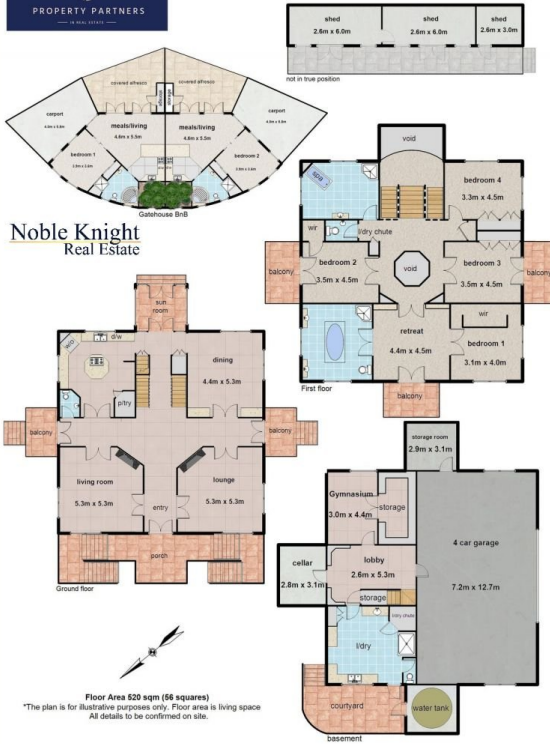 PROPERTY PARTNERS
IN REAL ESTATE
shed
2.6m x 6.0m
shed
2.6m x 6.0m
shed
2.6m x 3.0m
not in true position
covered alfresco
covered alfresco
storage
carport
carport
meals/living
4.6m x 5.5m
meals/living
4.6m x 5.5m
bedroom 1
bedroom 2
Gatehouse BnB
Noble Knight
Real Estate
void
spa
bedroom 4
3.3m x 4.5m
wir
l/dry chute
bedroom 2
3.5m x 4.5m
void
bedroom 3
3.5m x 4.5m
balcony
balcony
retreat
4.4m x 4.5m
wir
bedroom 1
3.1m x 4.0m
First floor
balcony
sun
room
d/w
w/o
dining
4.4m x 5.3m
p/try
balcony
balcony
living room
5.3m x 5.3m
lounge
5.3m x 5.3m
entry
porch
Ground floor
storage room
2.9m x 3.1m
Gymnasium
3.0m x 4.4m
storage
4 car garage
7.2m x 12.7m
cellar
2.8m x 3.1m
lobby
2.6m x 5.3m
storage
l/dry chute
l/dry
courtyard
water tank
basement
Floor Area 520 sqm (56 squares)
*The plan is for illustrative purposes only. Floor area is living space
All details to be confirmed on site.